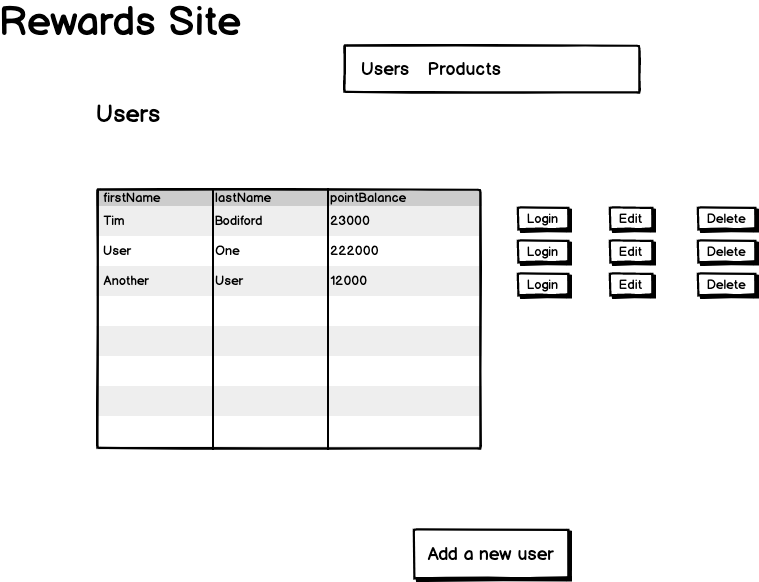 Rewards Site
Users Products
Users
firstName lastName pointBalance
Tim Bodiford 23000 Login Edit Delete
User One 222000 Login Edit Delete
Another User 12000 Login Edit Delete
Add a new user